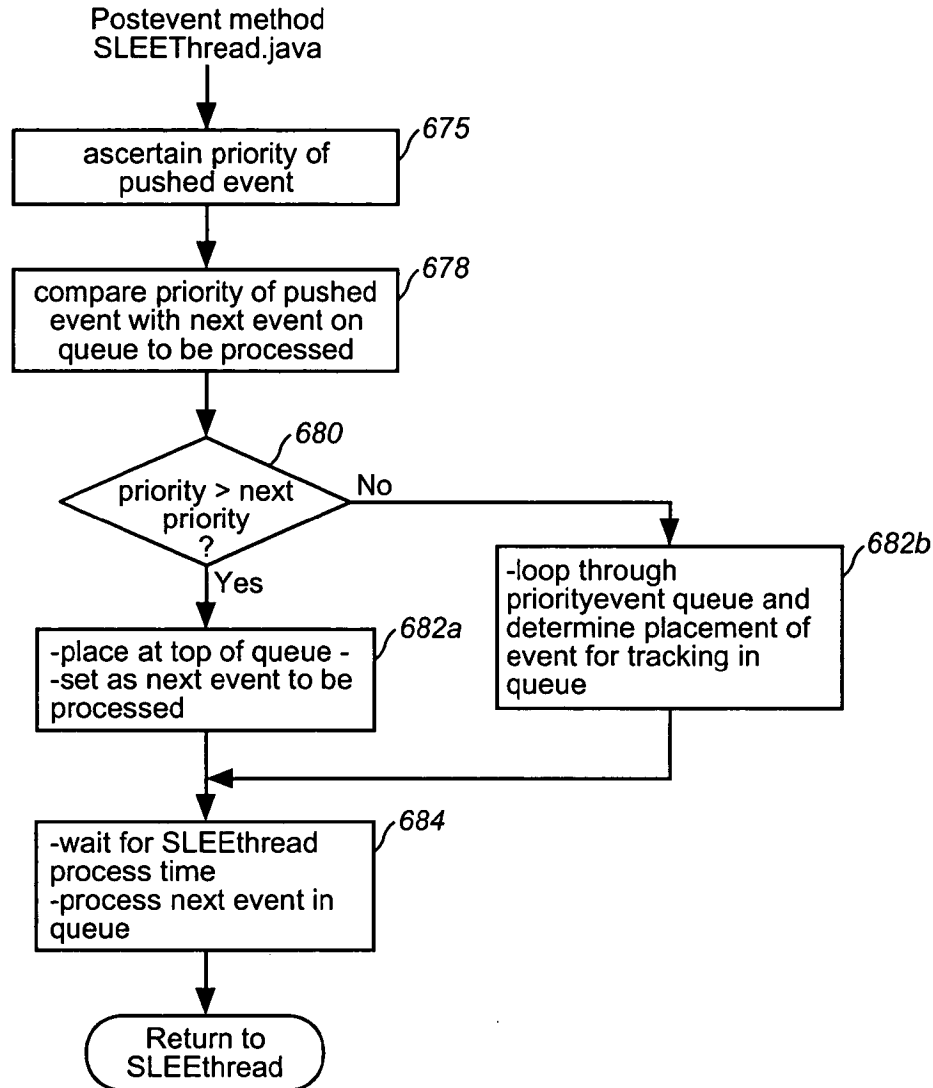 Postevent method
SLEEThread.java
675
ascertain priority of
pushed event
678
compare priority of pushed
event with next event on
queue to be processed
680
priority > next
priority
?
No
Yes
682b
-loop through
priorityevent queue and
determine placement of
event for tracking in
queue
682a
-place at top of queue -
-set as next event to be
processed
684
-wait for SLEEthread
process time
-process next event in
queue
Return to
SLEEthread